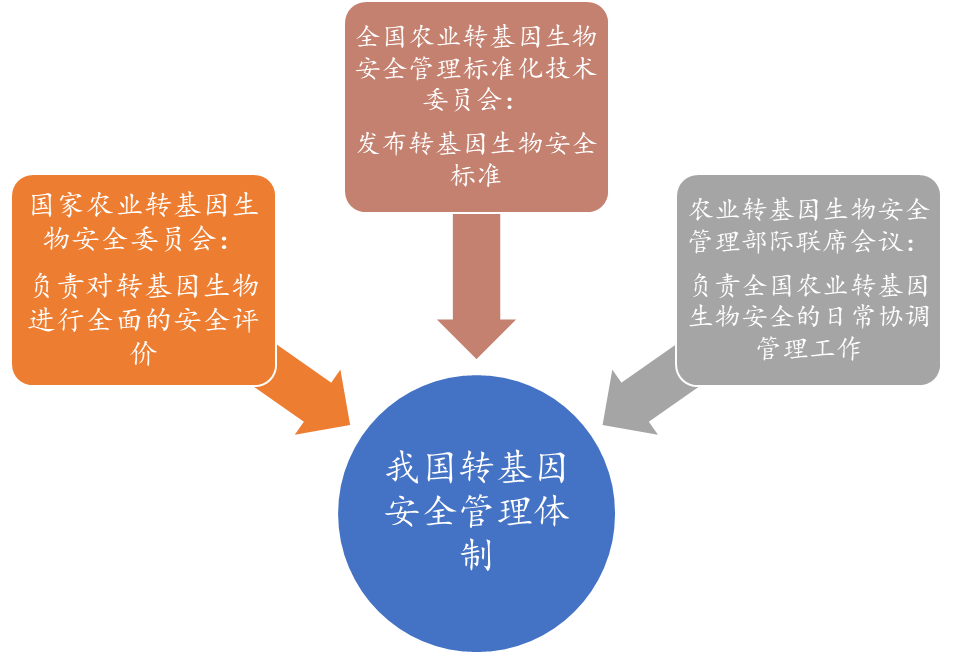 全国农业转基因生物
安全管理标准化技术
委员会：
发布转基因生物安全
标准
国家农业转基因生
物安全委员会：
负责对转基因生物
进行全面的安全评
价
农业转基因生物安全
管理部际联席会议：
负责全国农业转基因
生物安全的日常协调
管理工作
我国转基因
安全管理体
制